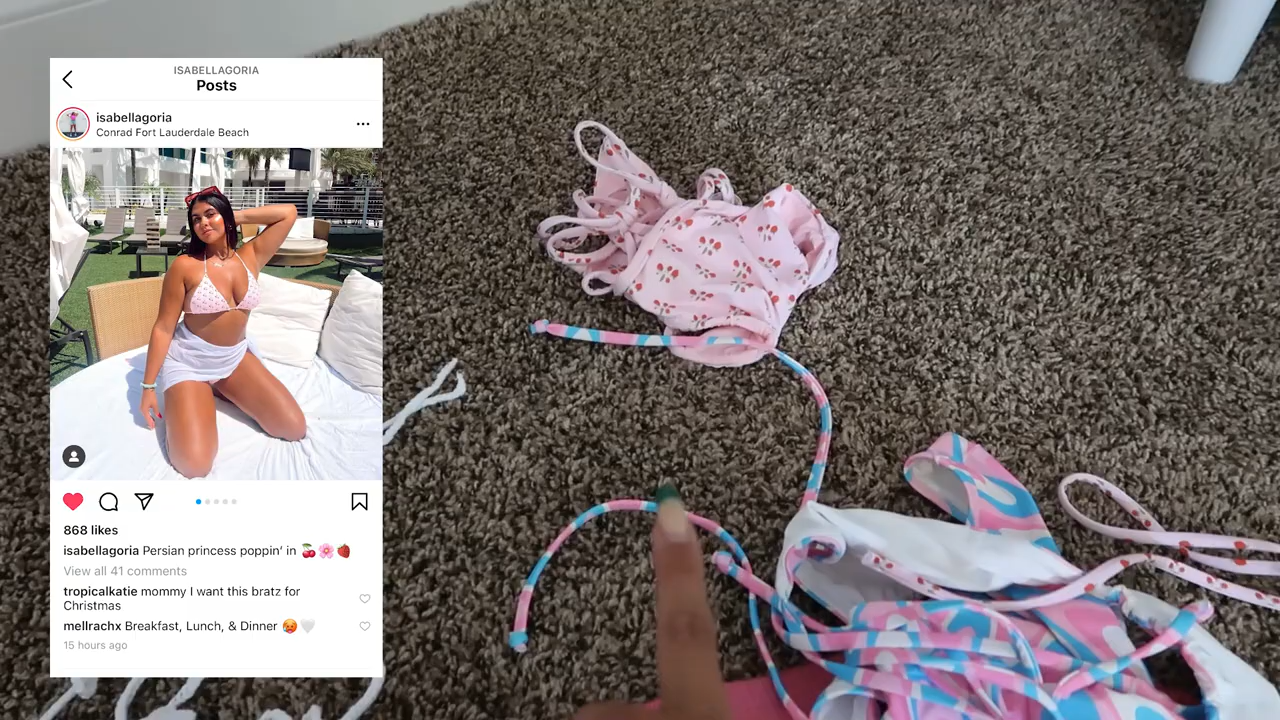 ISABELLAGORIA
Posts
isabellagoria
Conrad Fort Lauderdale Beach
868 likes
isabellagoria Persian princess poppin' in 🍒🌸🍓
View all 41 comments
tropicalkatie mommy I want this bratz for
Christmas
mellrachx Breakfast, Lunch, & Dinner 🥵🤍
15 hours ago